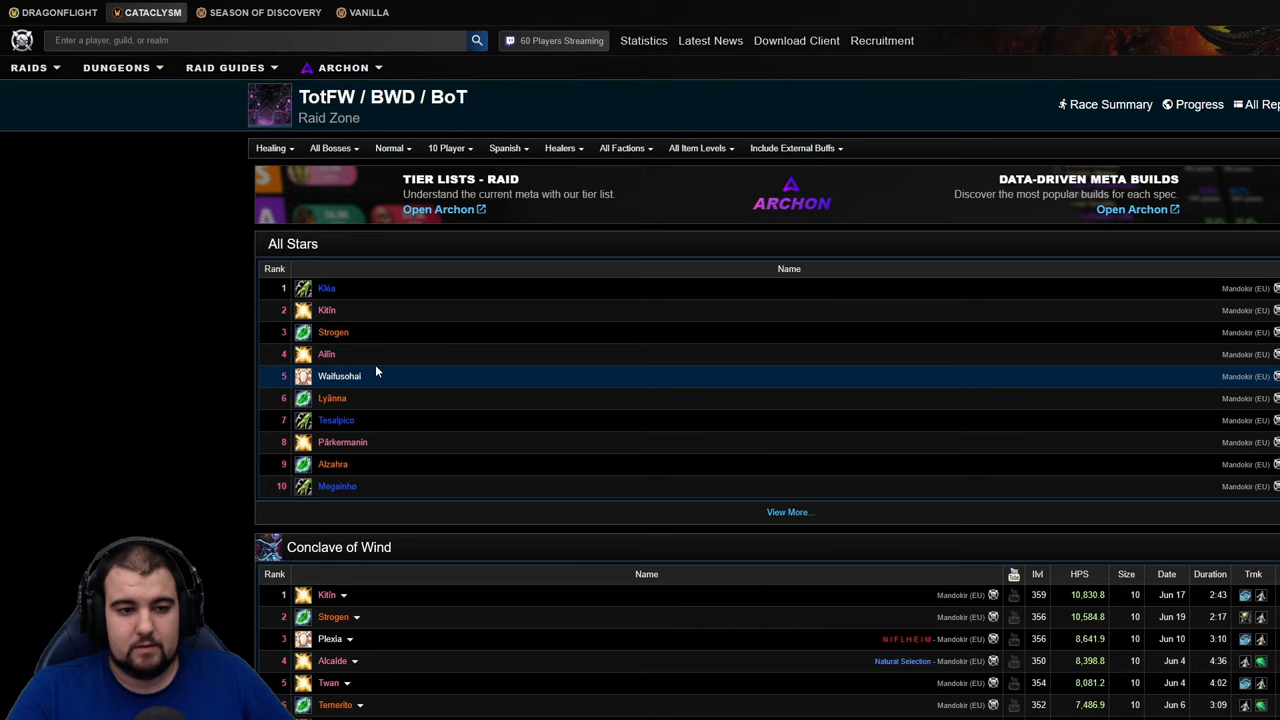 DRAGONFLIGHT CATACLYSM SEASON OF DISCOVERY VANILLA
Enter a player, guild, or realm 60 Players Streaming Statistics Latest News Download Client Recruitment
RAIDS DUNGEONS RAID GUIDES ARCHON
TotFW / BWD / BoT
Raid Zone
Race Summary Progress All Rep
Healing All Bosses Normal 10 Player Spanish Healers All Factions All Item Levels Include External Buffs
TIER LISTS - RAID
Understand the current meta with our tier list.
Open Archon
ARCHON
DATA-DRIVEN META BUILDS
Discover the most popular builds for each spec.
Open Archon
All Stars
Rank Name
1 Kléa Mandokir (EU)
2 Kitîn Mandokir (EU)
3 Strogen Mandokir (EU)
4 Ailîn Mandokir (EU)
5 Waifusohai Mandokir (EU)
6 Lyänna Mandokir (EU)
7 Tesalpico Mandokir (EU)
8 Pârkermanin Mandokir (EU)
9 Alzahra Mandokir (EU)
10 Megainhø Mandokir (EU)
View More...
Conclave of Wind
Rank Name Ilvl HPS Size Date Duration Trnk
1 Kitîn Mandokir (EU) 359 10,830.8 10 Jun 17 2:43
2 Strogen Mandokir (EU) 356 10,584.8 10 Jun 19 2:17
3 Plexia N I F L H E I M - Mandokir (EU) 356 8,641.9 10 Jun 10 3:10
4 Alcalde Natural Selection - Mandokir (EU) 350 8,398.8 10 Jun 4 4:36
5 Twan Mandokir (EU) 354 8,081.2 10 Jun 4 4:02
6 Temerito Mandokir (EU) 352 7,486.9 10 Jun 6 3:09